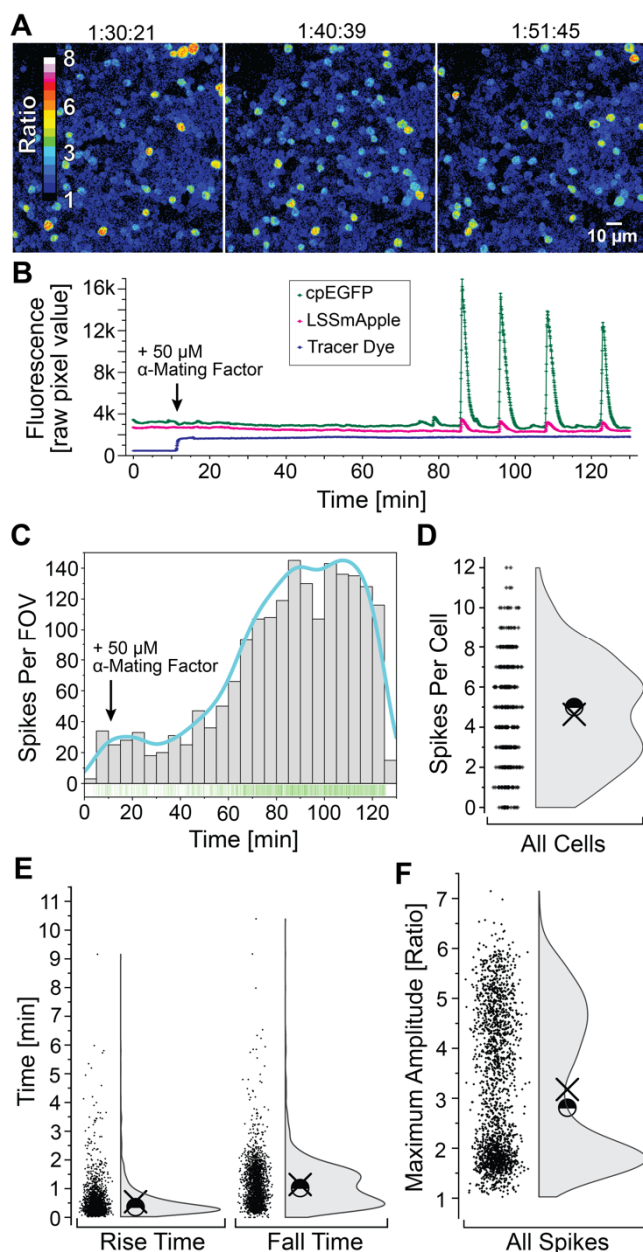 A
1:30:21 1:40:39 1:51:45
Ratio
8
3
1
10 µm
B
Fluorescence
[raw pixel value]
16k
12k
8k
4k
0
cpEGFP
LSSmApple
Tracer Dye
+ 50 µM
α-Mating Factor
0 20 40 60 80 100 120
Time [min]
C
Spikes Per FOV
140
120
100
80
60
40
20
0
+ 50 µM
α-Mating Factor
0 20 40 60 80 100 120
Time [min]
D
Spikes Per Cell
12
10
8
6
4
2
0
All Cells
E
Time [min]
11
10
9
8
7
6
5
4
3
2
1
0
Rise Time Fall Time
F
Maximum Amplitude [Ratio]
7
6
5
4
3
2
1
All Spikes